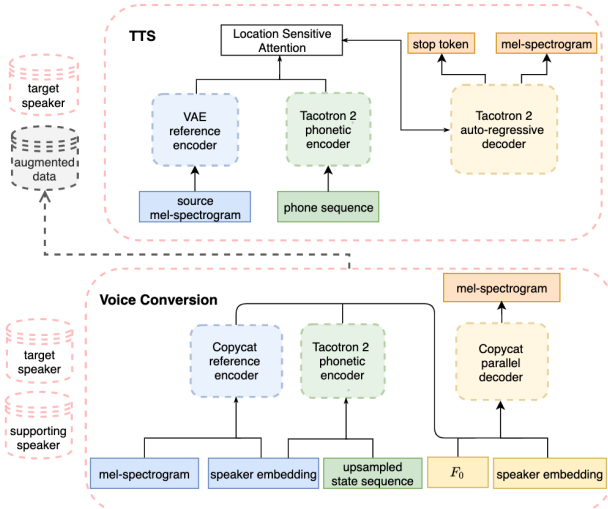 TTS
Location Sensitive
Attention
stop token
mel-spectrogram
target
speaker
augmented
data
VAE
reference
encoder
Tacotron 2
phonetic
encoder
Tacotron 2
auto-regressive
decoder
source
mel-spectrogram
phone sequence
Voice Conversion
mel-spectrogram
target
speaker
supporting
speaker
Copycat
reference
encoder
Tacotron 2
phonetic
encoder
Copycat
parallel
decoder
mel-spectrogram
speaker embedding
upsampled
state sequence
F₀
speaker embedding